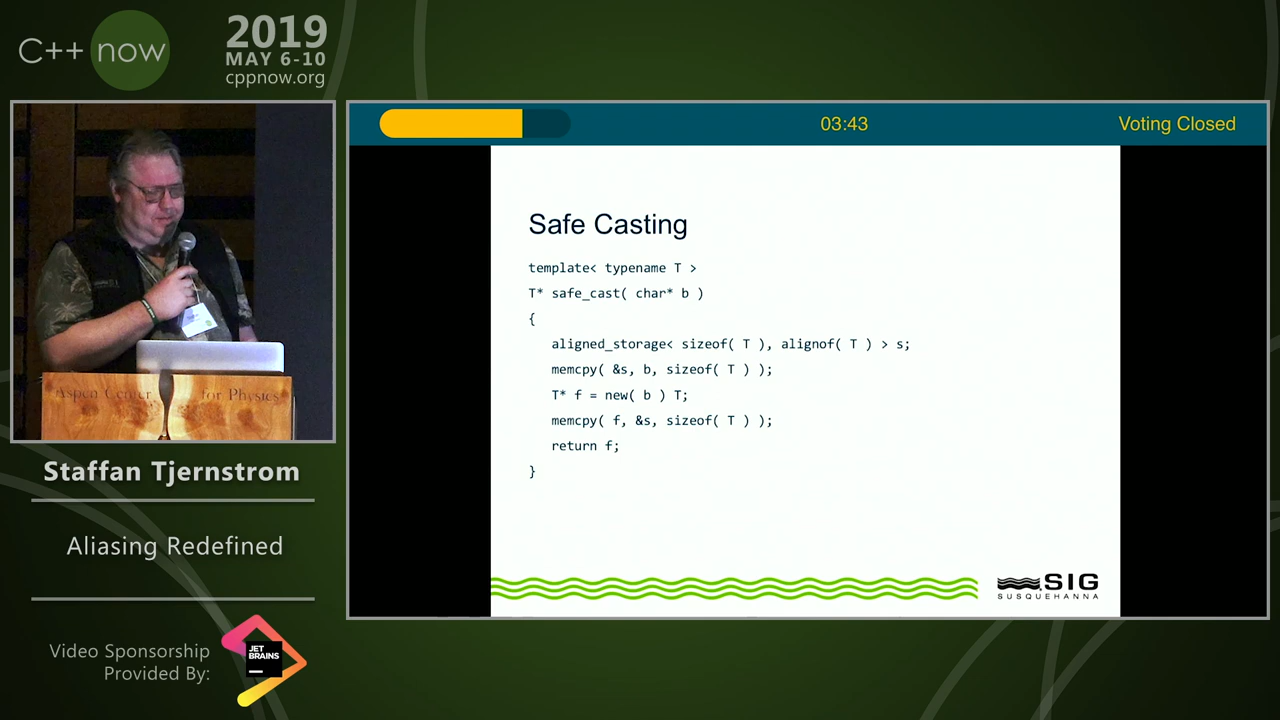 C++ now
2019
MAY 6-10
cppnow.org
03:43
Voting Closed
Safe Casting
template< typename T >
T* safe_cast( char* b )
{
aligned_storage< sizeof( T ), alignof( T ) > s;
memcpy( &s, b, sizeof( T ) );
T* f = new( b ) T;
memcpy( f, &s, sizeof( T ) );
return f;
}
SIG
SUSQUEHANNA
Aspen Center for Physics
Staffan Tjernstrom
Aliasing Redefined
Video Sponsorship
Provided By:
JET
BRAINS